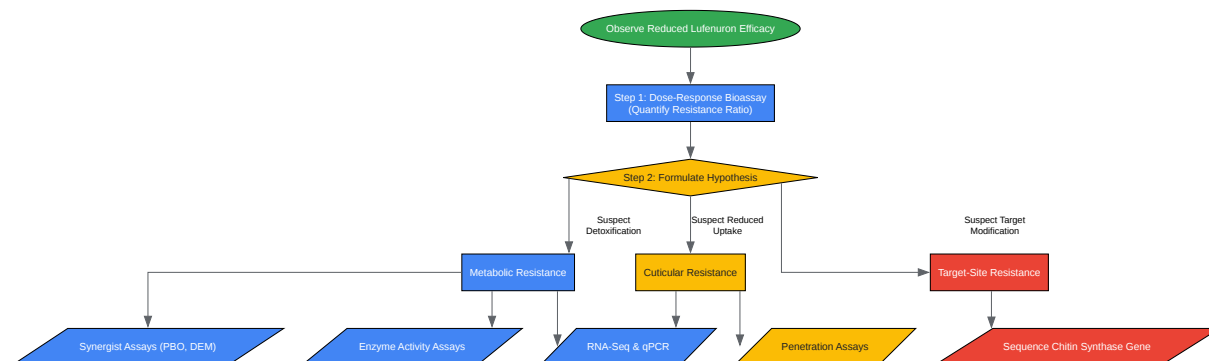 Observe Reduced Lufenuron Efficacy
Step 1: Dose-Response Bioassay
(Quantify Resistance Ratio)
Step 2: Formulate Hypothesis
Suspect
Detoxification
Suspect Reduced
Uptake
Suspect Target
Modification
Metabolic Resistance
Cuticular Resistance
Target-Site Resistance
Synergist Assays (PBO, DEM)
Enzyme Activity Assays
RNA-Seq & qPCR
Penetration Assays
Sequence Chitin Synthase Gene